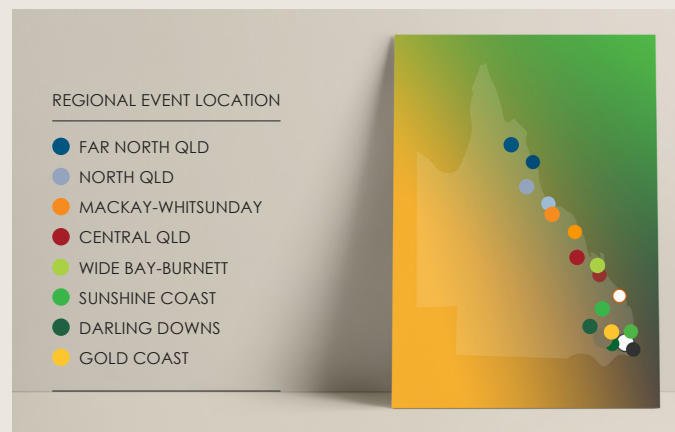 REGIONAL EVENT LOCATION
FAR NORTH QLD
NORTH QLD
MACKAY-WHITSUNDAY
CENTRAL QLD
WIDE BAY-BURNETT
SUNSHINE COAST
DARLING DOWNS
GOLD COAST